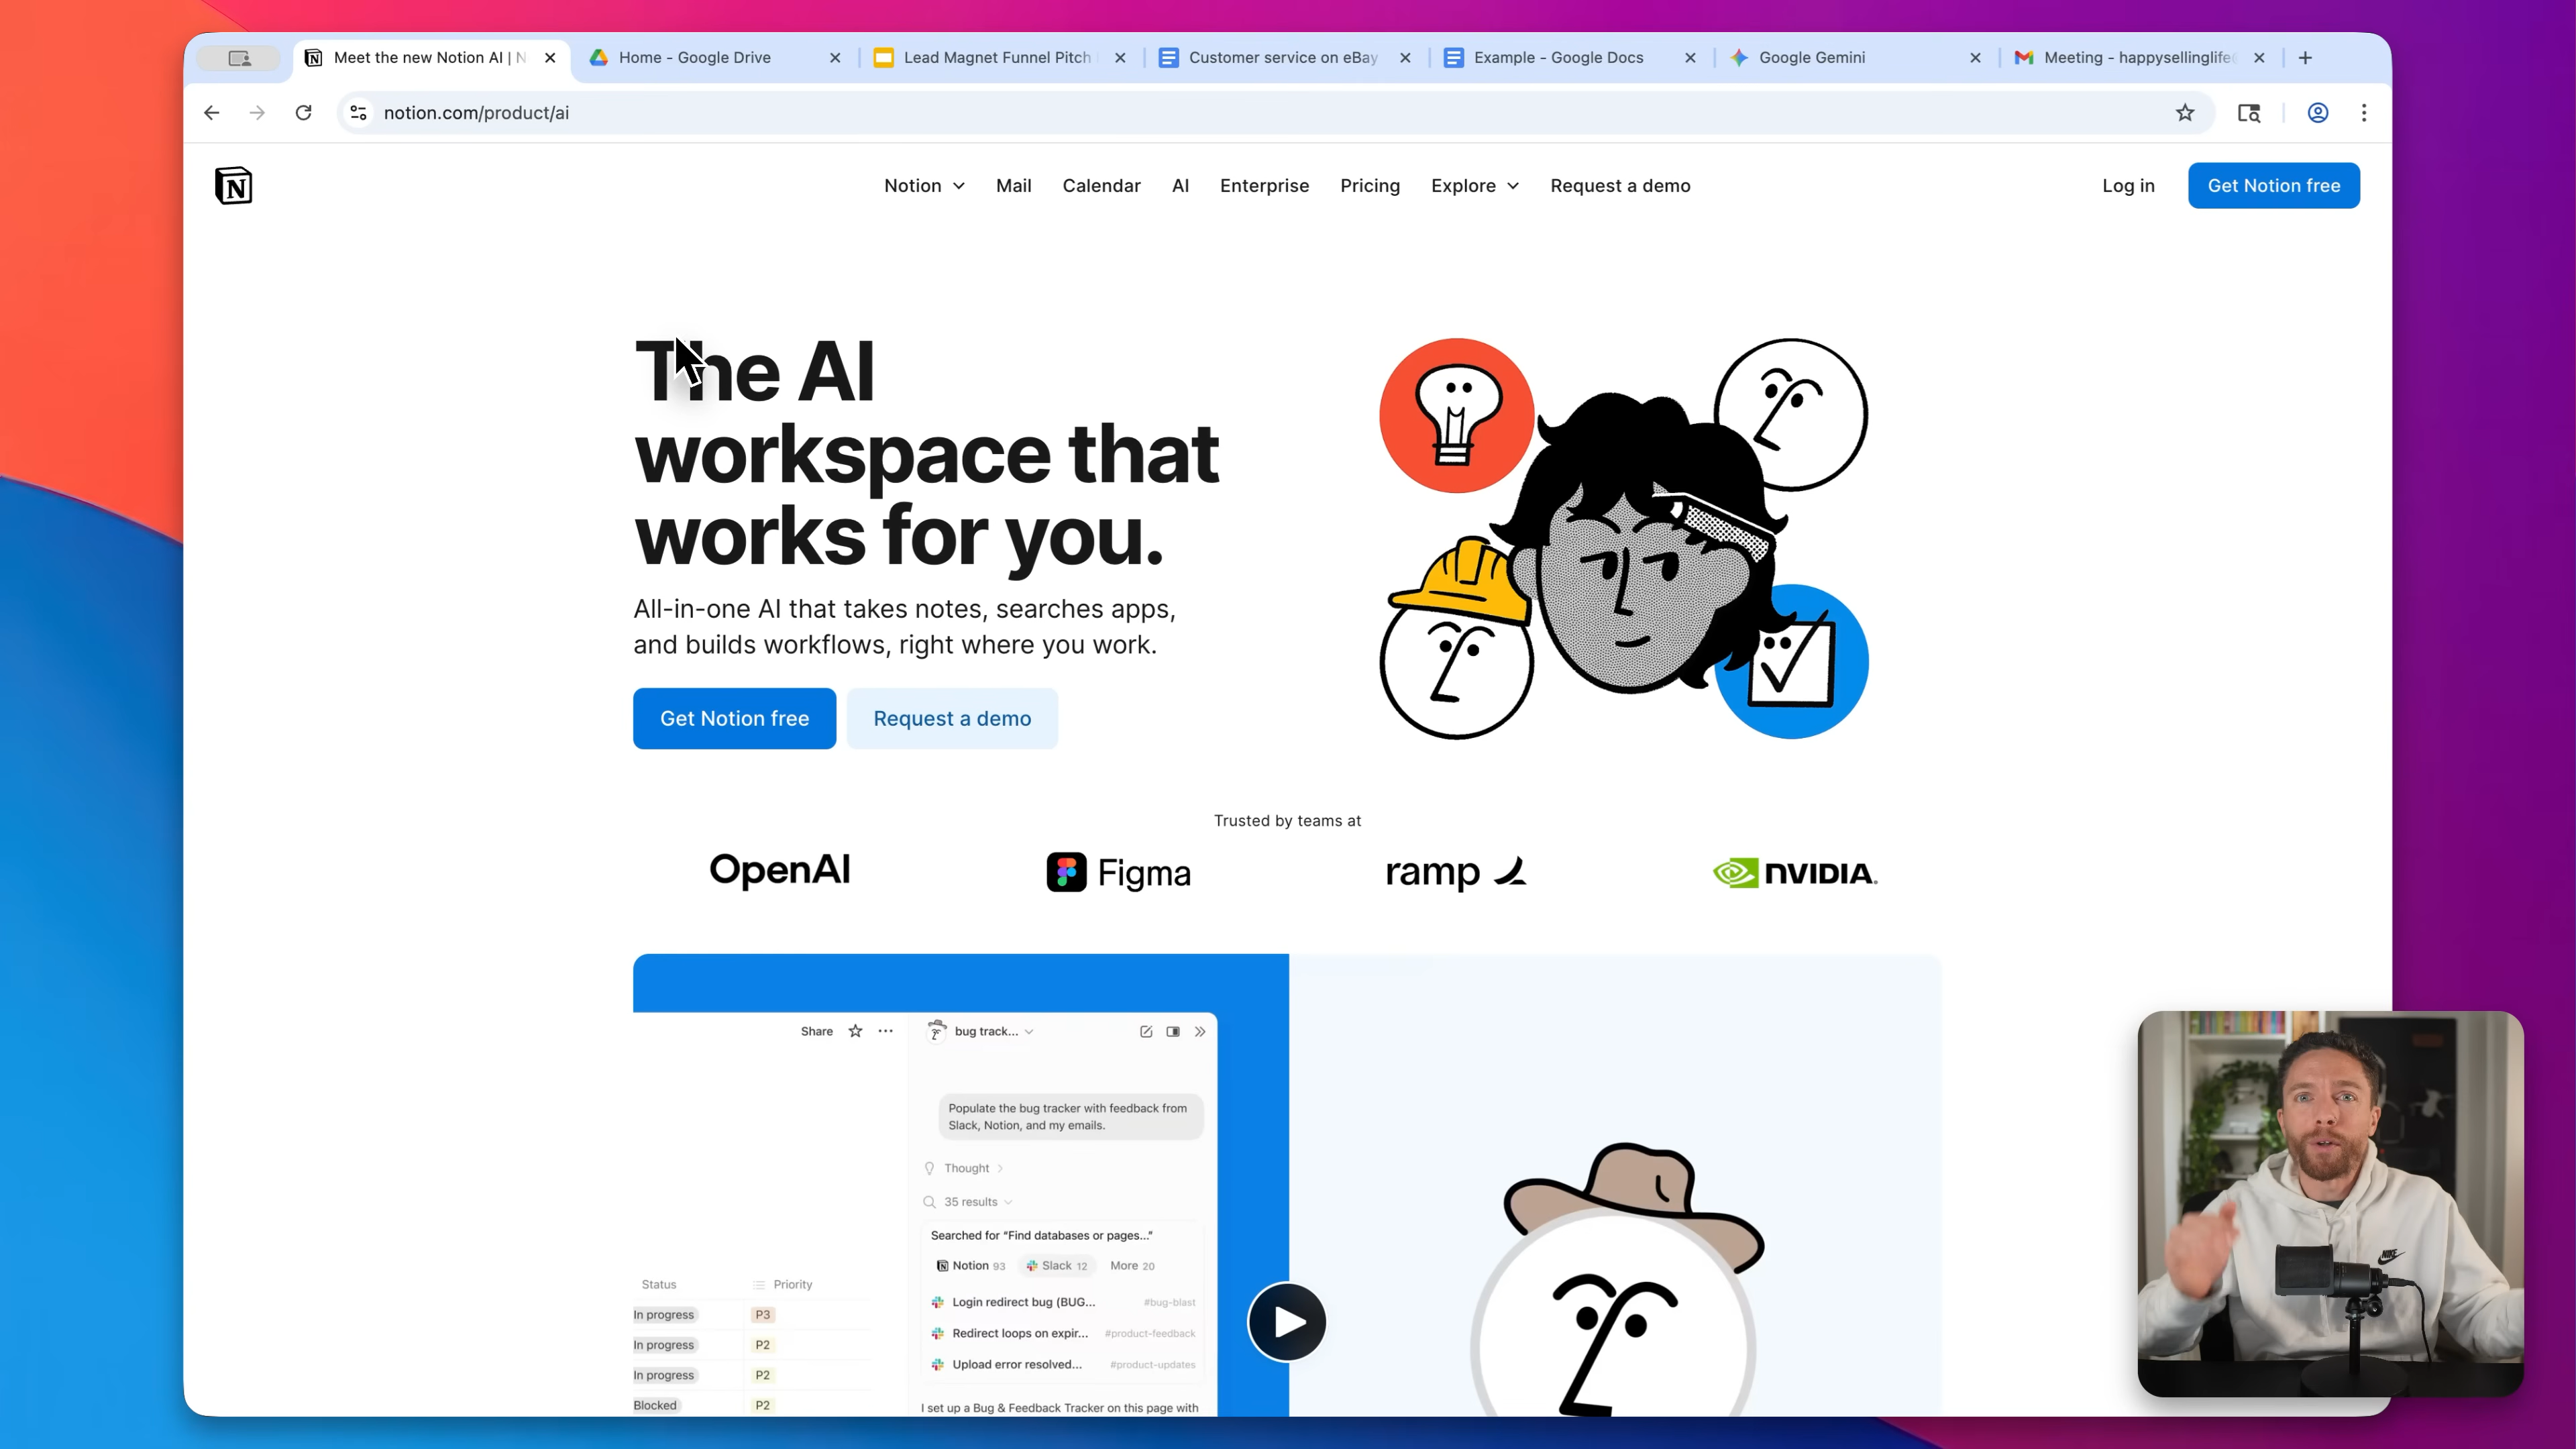 Meet the new Notion AI | N
Home - Google Drive
Lead Magnet Funnel Pitch
Customer service on eBay
Example - Google Docs
Google Gemini
Meeting - happysellinglife
notion.com/product/ai
N
Notion
Mail
Calendar
AI
Enterprise
Pricing
Explore
Request a demo
Log in
Get Notion free
The AI
workspace that
works for you.
All-in-one AI that takes notes, searches apps,
and builds workflows, right where you work.
Get Notion free
Request a demo
Trusted by teams at
OpenAI
Figma
ramp
NVIDIA.
Share
bug track...
Populate the bug tracker with feedback from
Slack, Notion, and my emails.
Thought
35 results
Searched for “Find databases or pages...”
Notion 93
Slack 12
More 20
Login redirect bug (BUG... #bug-blast
Redirect loops on expir... #product-feedback
Upload error resolved... #product-updates
I set up a Bug & Feedback Tracker on this page with
Status Priority
In progress P3
In progress P2
In progress P2
Blocked P2
NIKE